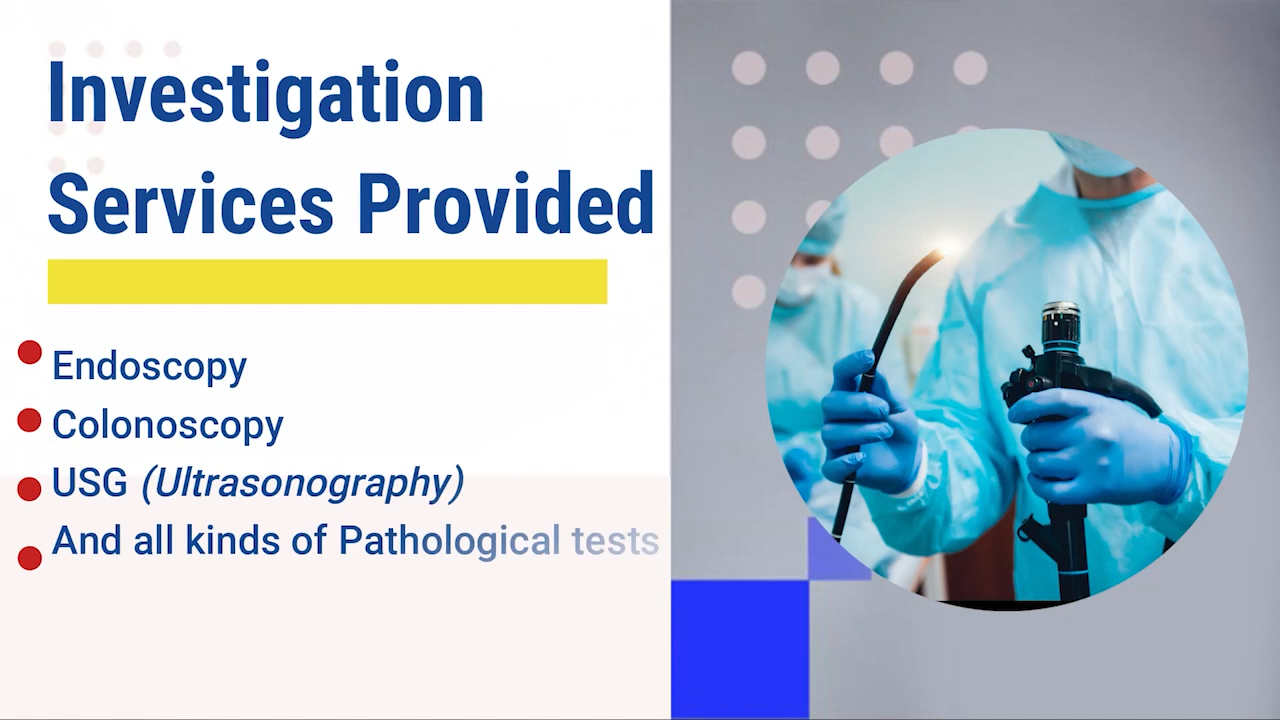 Investigation
Services Provided
Endoscopy
Colonoscopy
USG (Ultrasonography)
And all kinds of Pathological tests